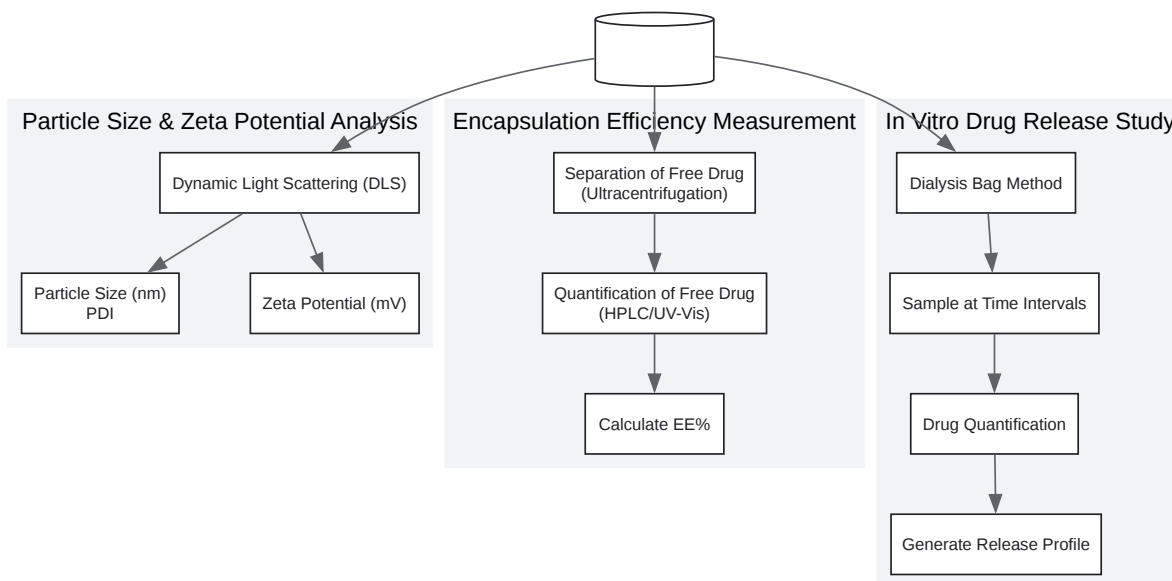 Particle Size & Zeta Potential Analysis
Dynamic Light Scattering (DLS)
Particle Size (nm)
PDI
Zeta Potential (mV)
Encapsulation Efficiency Measurement
Separation of Free Drug
(Ultracentrifugation)
Quantification of Free Drug
(HPLC/UV-Vis)
Calculate EE%
In Vitro Drug Release Study
Dialysis Bag Method
Sample at Time Intervals
Drug Quantification
Generate Release Profile